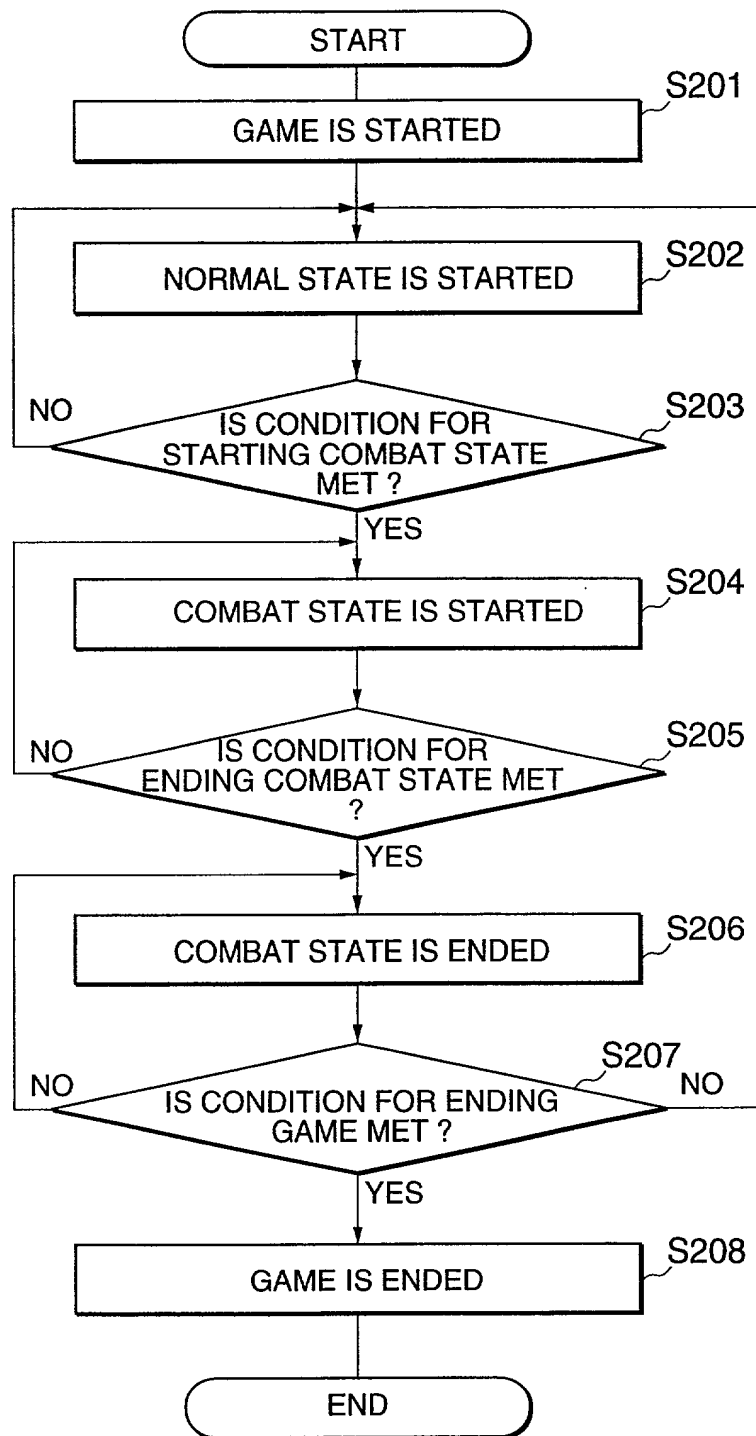 START
S201
GAME IS STARTED
S202
NORMAL STATE IS STARTED
NO
S203
IS CONDITION FOR
STARTING COMBAT STATE
MET ?
YES
S204
COMBAT STATE IS STARTED
NO
S205
IS CONDITION FOR
ENDING COMBAT STATE MET
?
YES
S206
COMBAT STATE IS ENDED
S207
NO
NO
IS CONDITION FOR ENDING
GAME MET ?
YES
S208
GAME IS ENDED
END